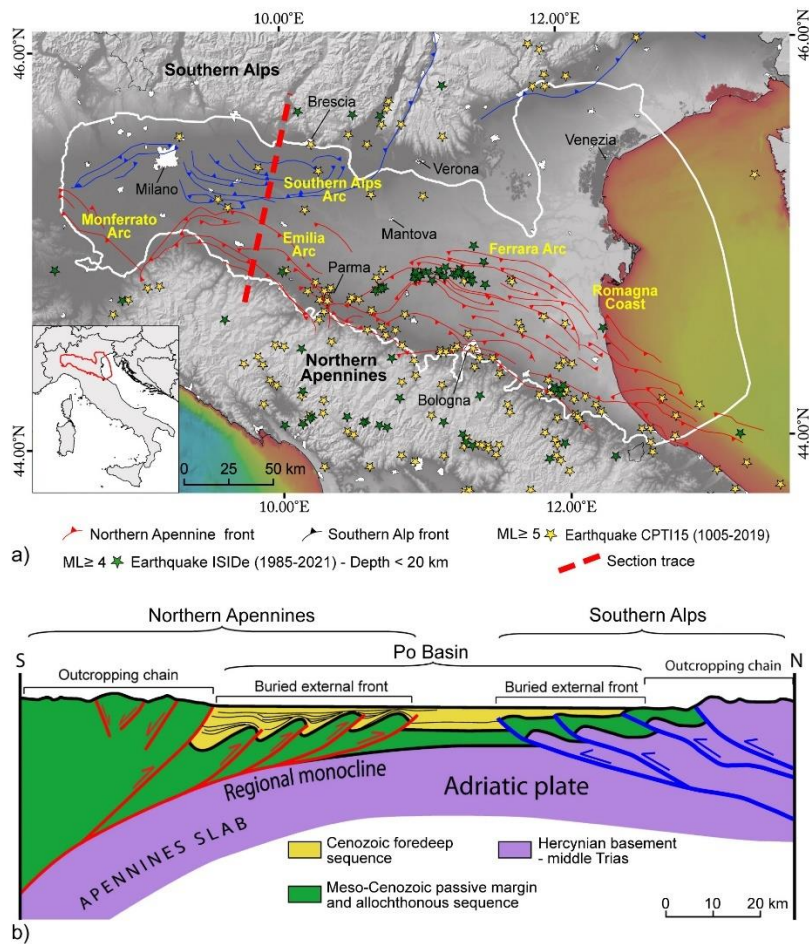 10.00°E
12.00°E
46.00°N
46.00°N
Southern Alps
Brescia
Venezia
Verona
Milano
Southern Alps
Arc
Monferrato
Arc
Mantova
Emilia
Arc
Ferrara Arc
Parma
Romagna
Coast
Northern
Apennines
Bologna
44.00°N
44.00°N
0 25 50 km
10.00°E
12.00°E
Northern Apennine front
Southern Alp front
ML≥ 5 Earthquake CPTI15 (1005-2019)
a)
ML≥ 4 Earthquake ISIDe (1985-2021) - Depth < 20 km
Section trace
Northern Apennines
Southern Alps
S
Po Basin
N
Outcropping chain
Buried external front
Buried external front
Outcropping chain
Regional monocline
Adriatic plate
APENNINES SLAB
Cenozoic foredeep
sequence
Hercynian basement
- middle Trias
Meso-Cenozoic passive margin
and allochthonous sequence
0 10 20 km
b)